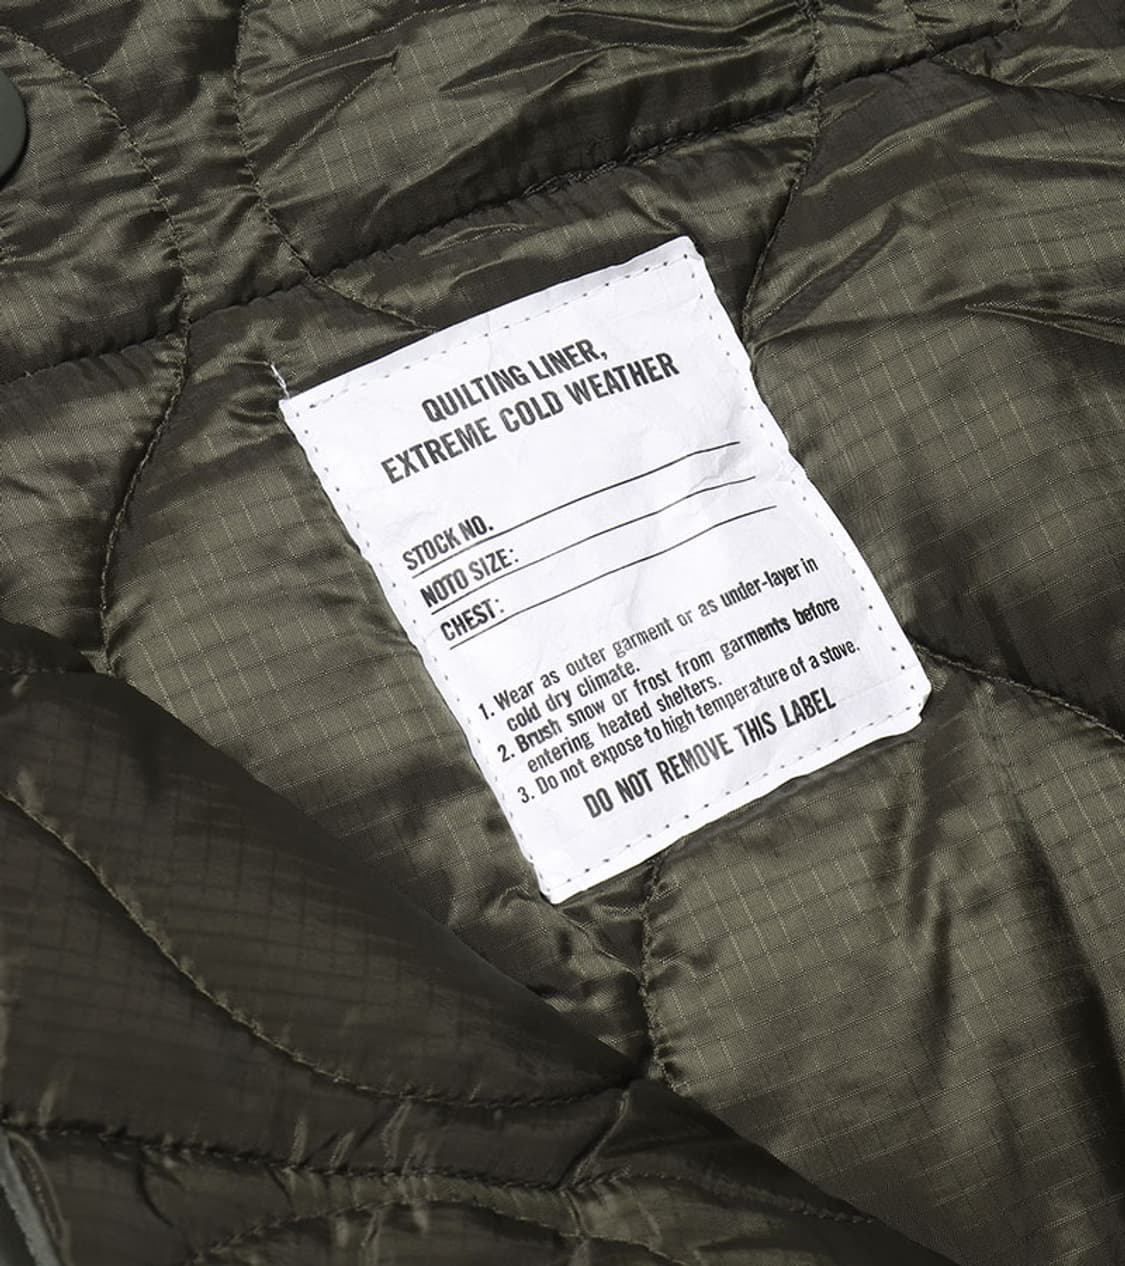 QUILTING LINER,
EXTREME COLD WEATHER
STOCK NO.
NOTO SIZE:
CHEST:
1. Wear as outer garment or as under-layer in
cold dry climate.
2. Brush snow or frost from garments before
entering heated shelters.
3. Do not expose to high temperature of a stove.
DO NOT REMOVE THIS LABEL